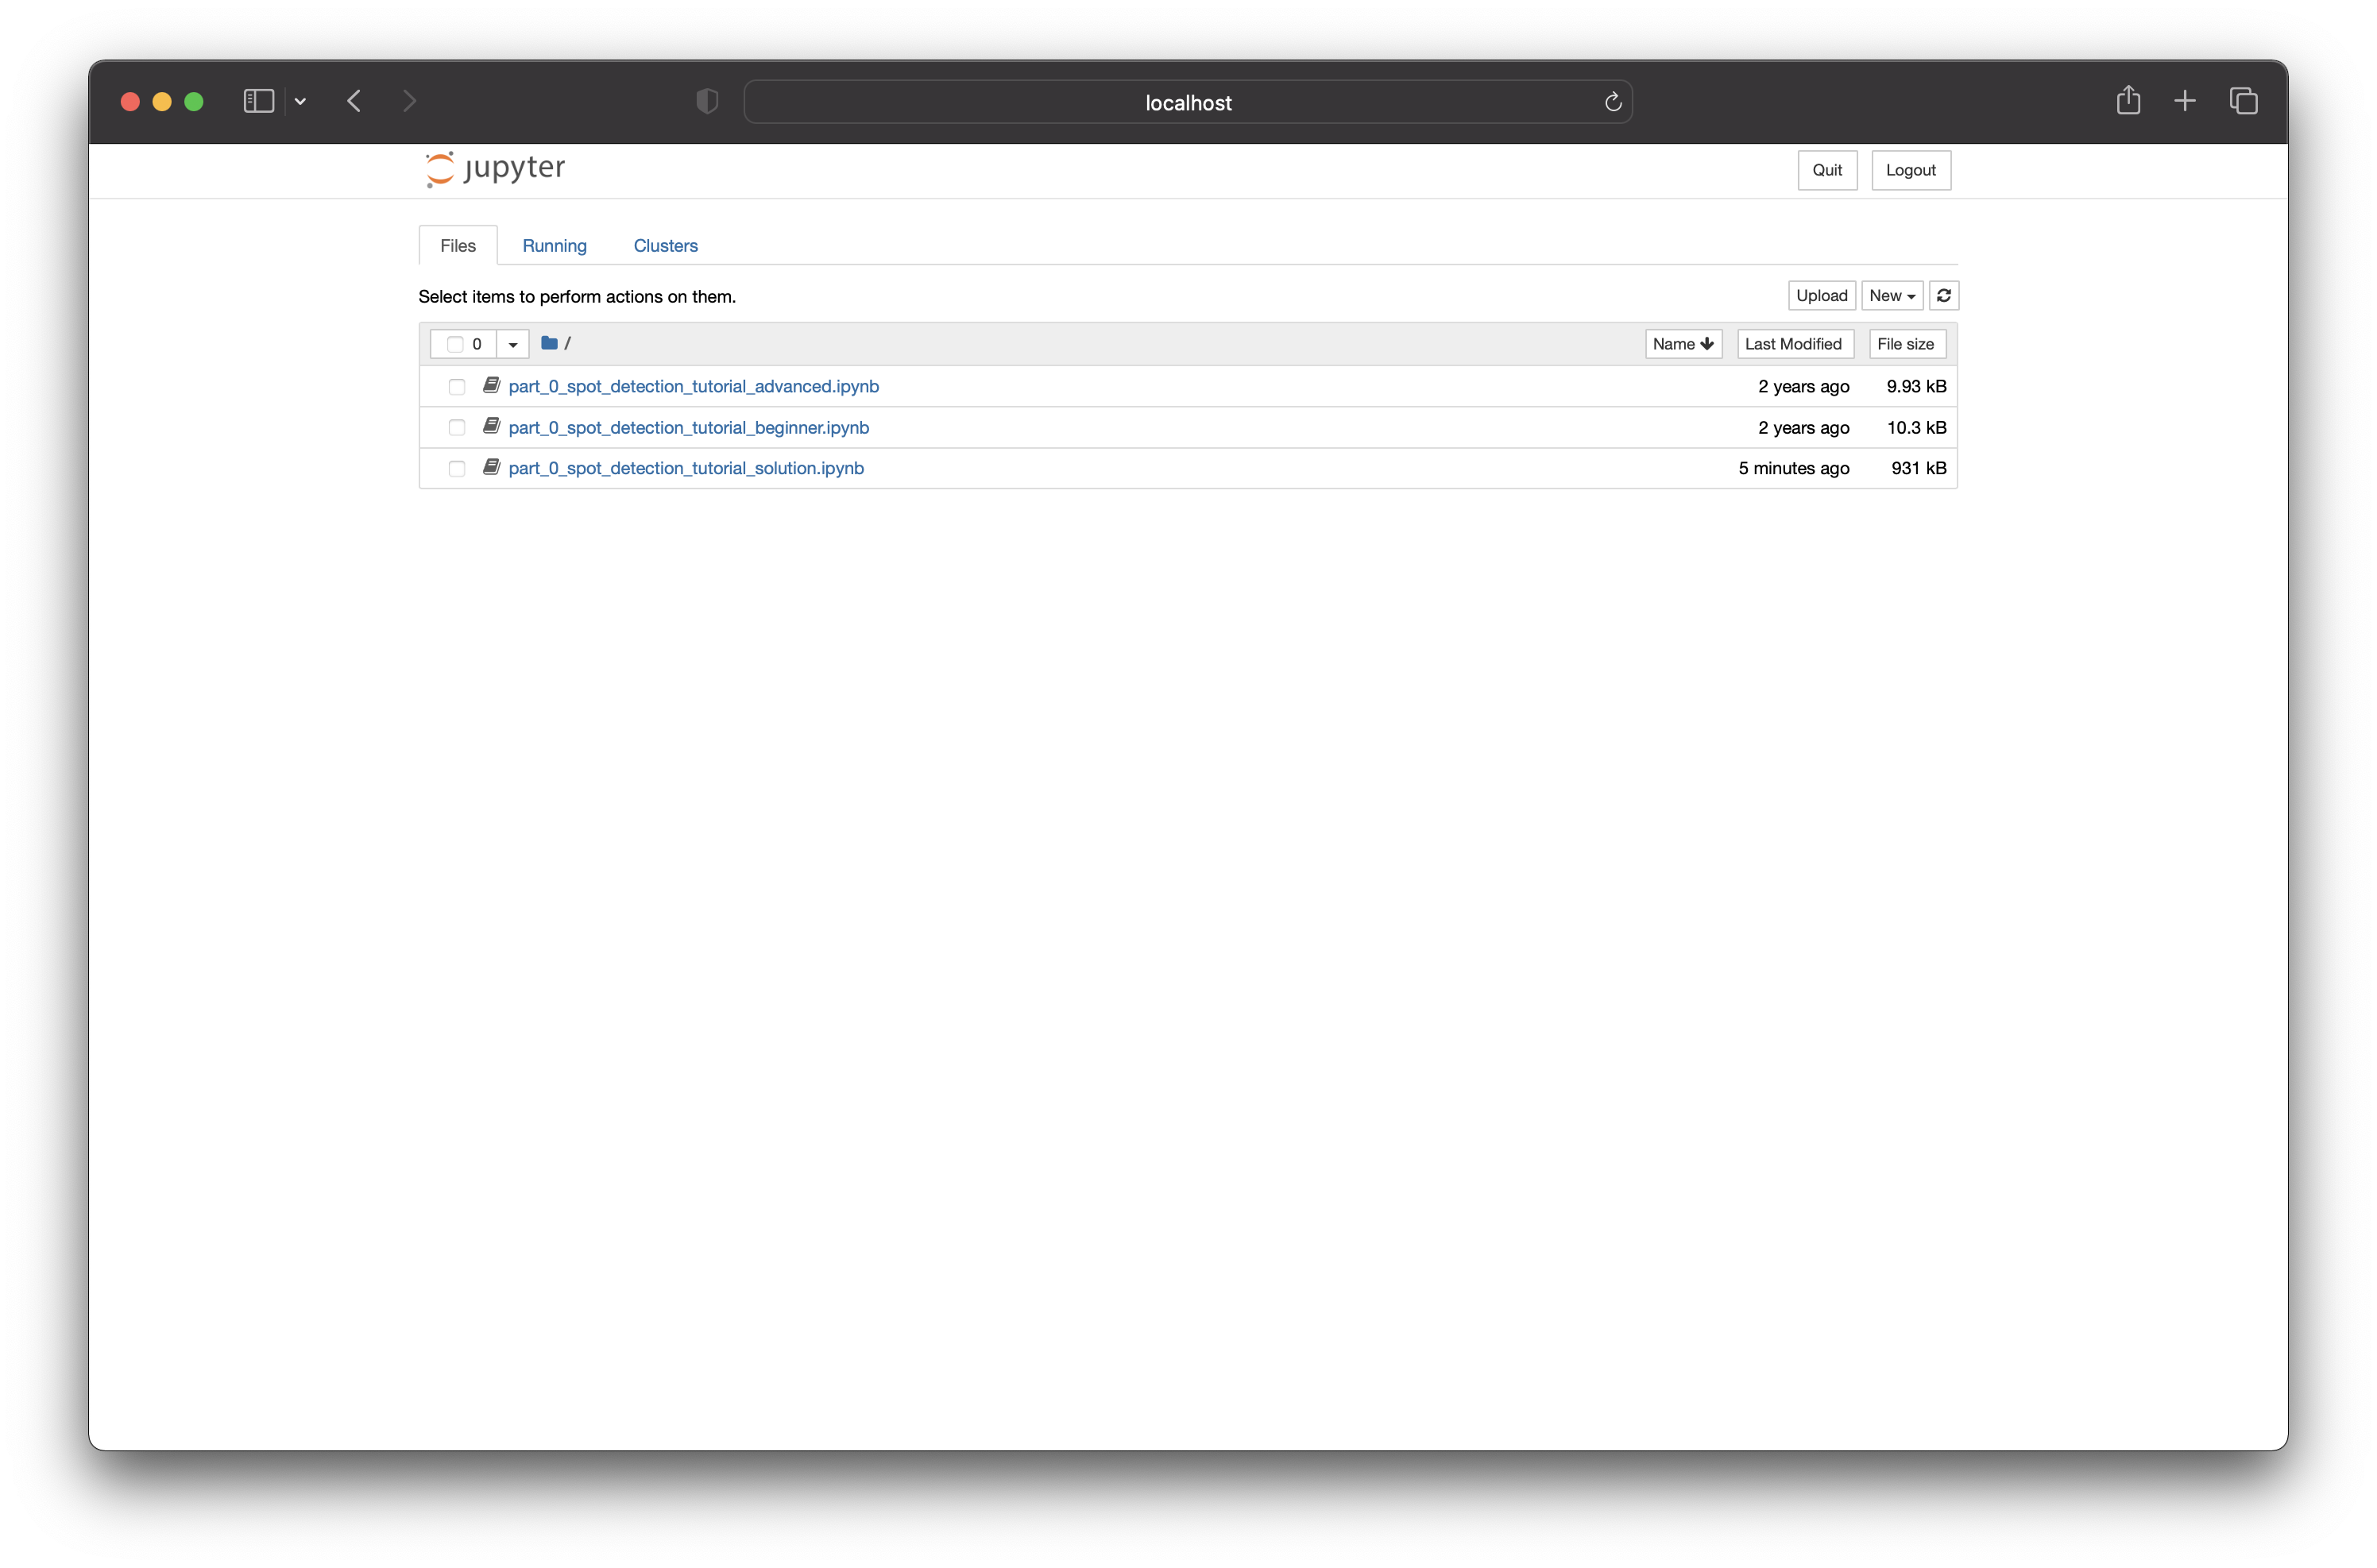 localhost
jupyter
Quit Logout
Files Running Clusters
Select items to perform actions on them.
Upload New
0 / Name Last Modified File size
part_0_spot_detection_tutorial_advanced.ipynb 2 years ago 9.93 kB
part_0_spot_detection_tutorial_beginner.ipynb 2 years ago 10.3 kB
part_0_spot_detection_tutorial_solution.ipynb 5 minutes ago 931 kB